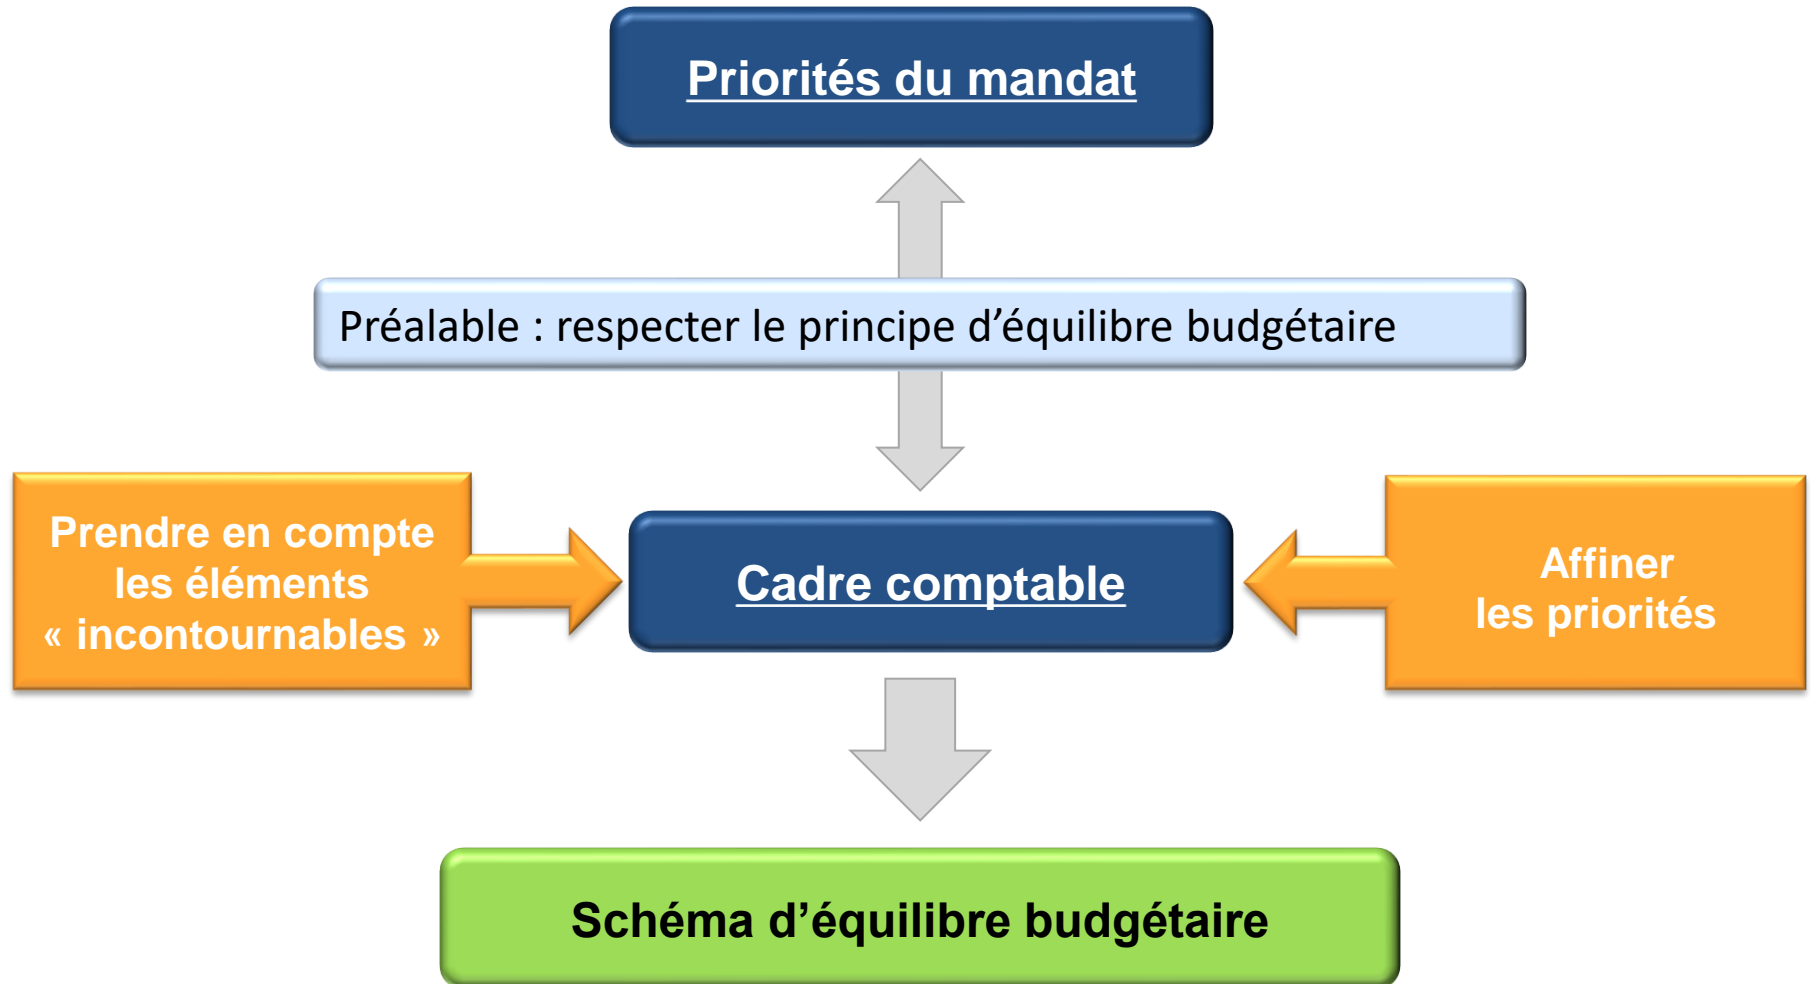 Priorités du mandat
Préalable : respecter le principe d’équilibre budgétaire
Prendre en compte
les éléments
« incontournables »
Cadre comptable
Affiner
les priorités
Schéma d’équilibre budgétaire